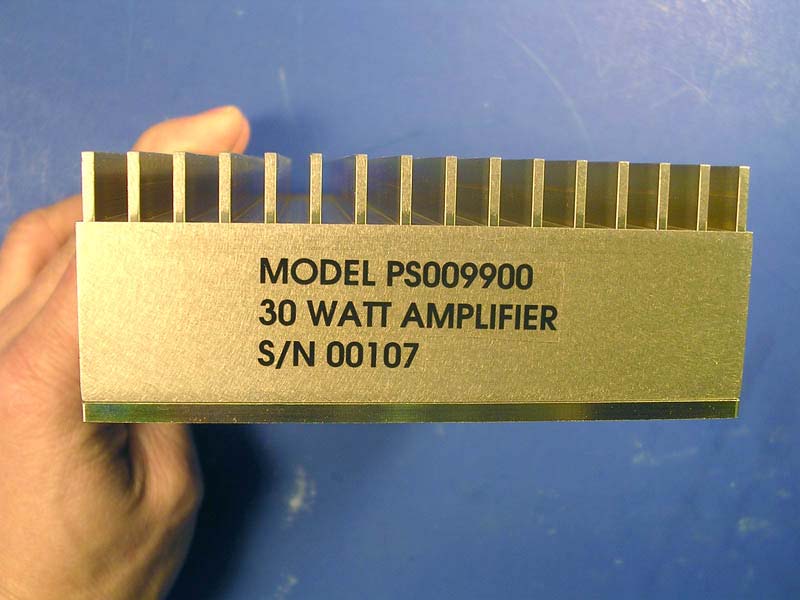 MODEL PS009900
30 WATT AMPLIFIER
S/N 00107